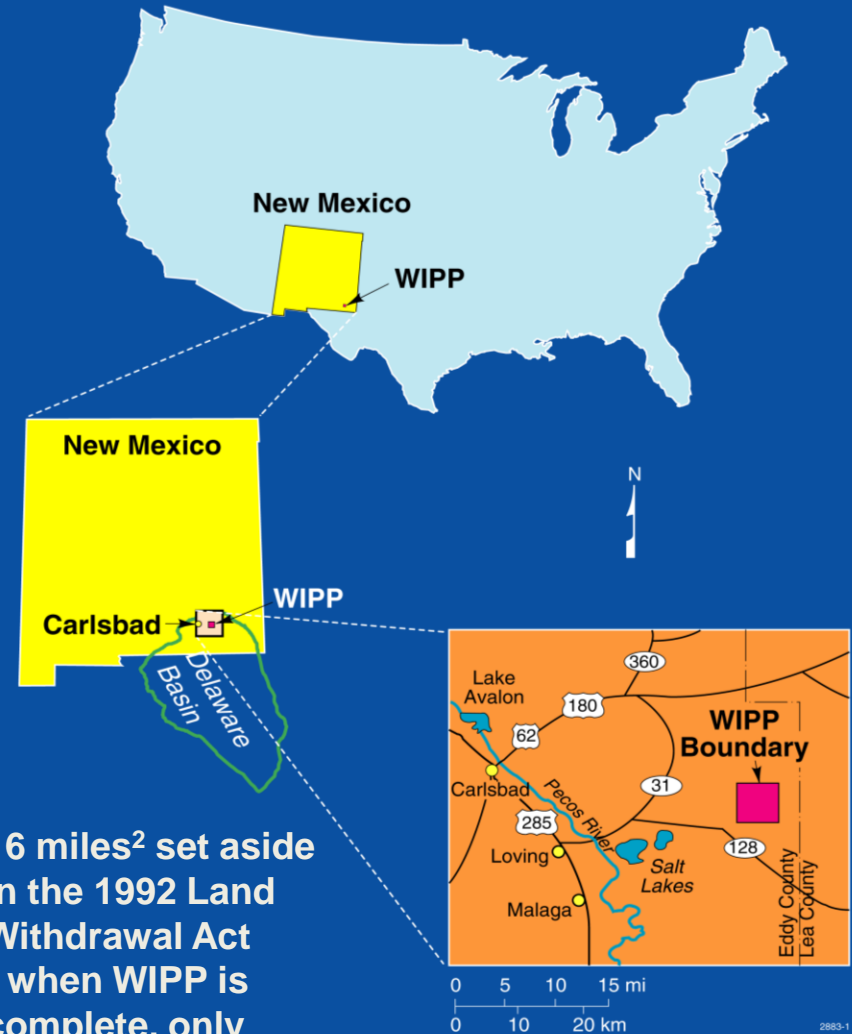 New Mexico
WIPP
New Mexico
N
Carlsbad
WIPP
Delaware
Basin
360
Lake
Avalon
180
WIPP
Boundary
62
Carlsbad
31
Pecos River
285
128
Loving
Salt
Lakes
Malaga
Eddy County
Lea County
6 miles² set aside
n the 1992 Land
Withdrawal Act
when WIPP is
complete, only
0 5 10 15 mi
0 10 20 km
2883-1